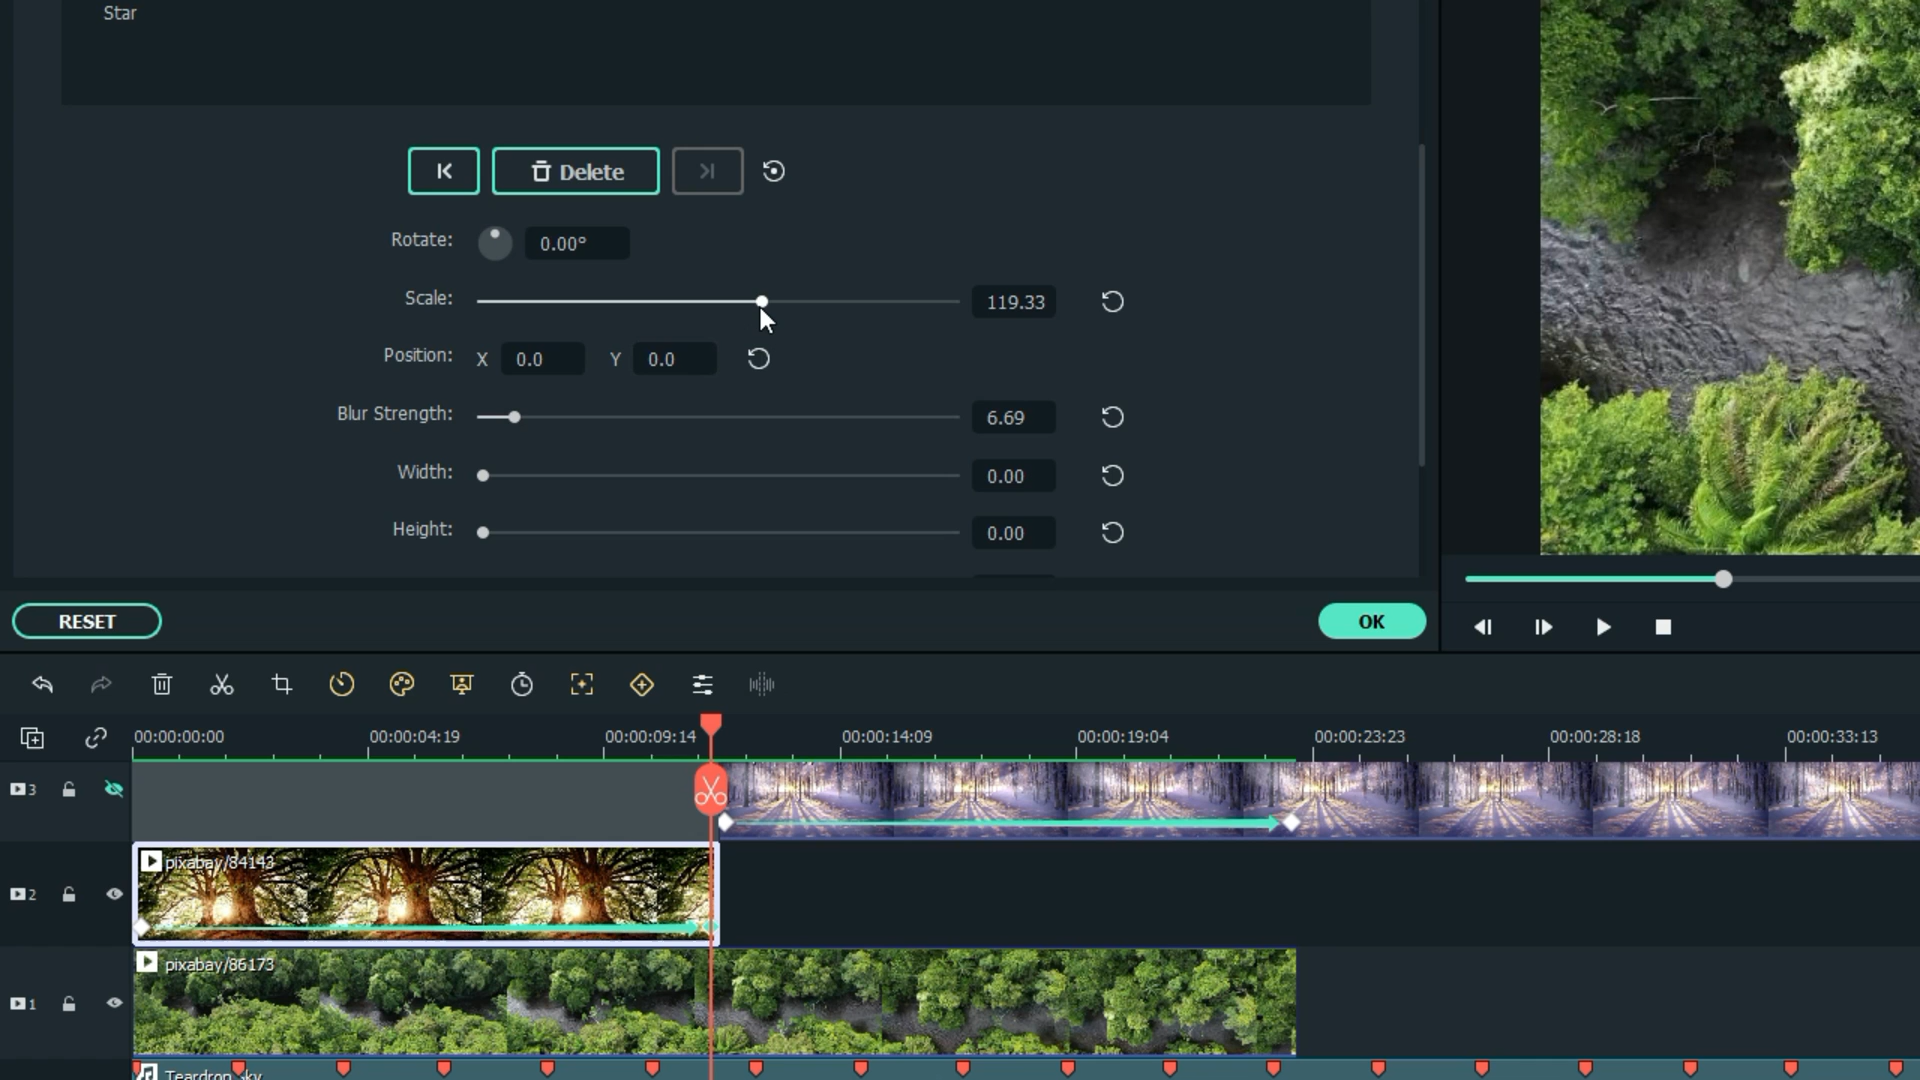 Star
Delete
Rotate: 0.00°
Scale: 119.33
Position: X 0.0 Y 0.0
Blur Strength: 6.69
Width: 0.00
Height: 0.00
RESET OK
00:00:00:00 00:00:04:19 00:00:09:14 00:00:14:09 00:00:19:04 00:00:23:23 00:00:28:18 00:00:33:13
3
pixabay/84143
2
pixabay/86173
1
Teardrop Sky